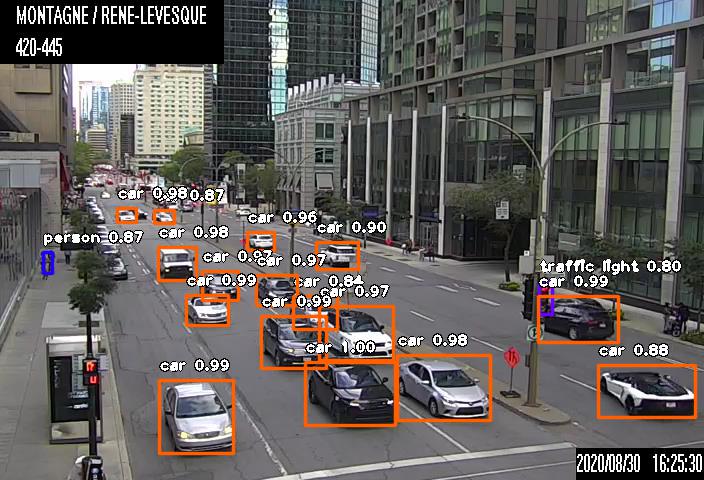 MONTAGNE / RENE-LEVESQUE
420-445
car 0.98
0.87
car 0.96
person 0.87
car 0.98
car 0.90
car 0.97
car 0.97
traffic light 0.80
car 0.99
car 0.99
car 0.84
car 0.99
car 0.97
car 1.00
car 0.98
car 0.99
car 0.88
2020/08/30 16:25:30